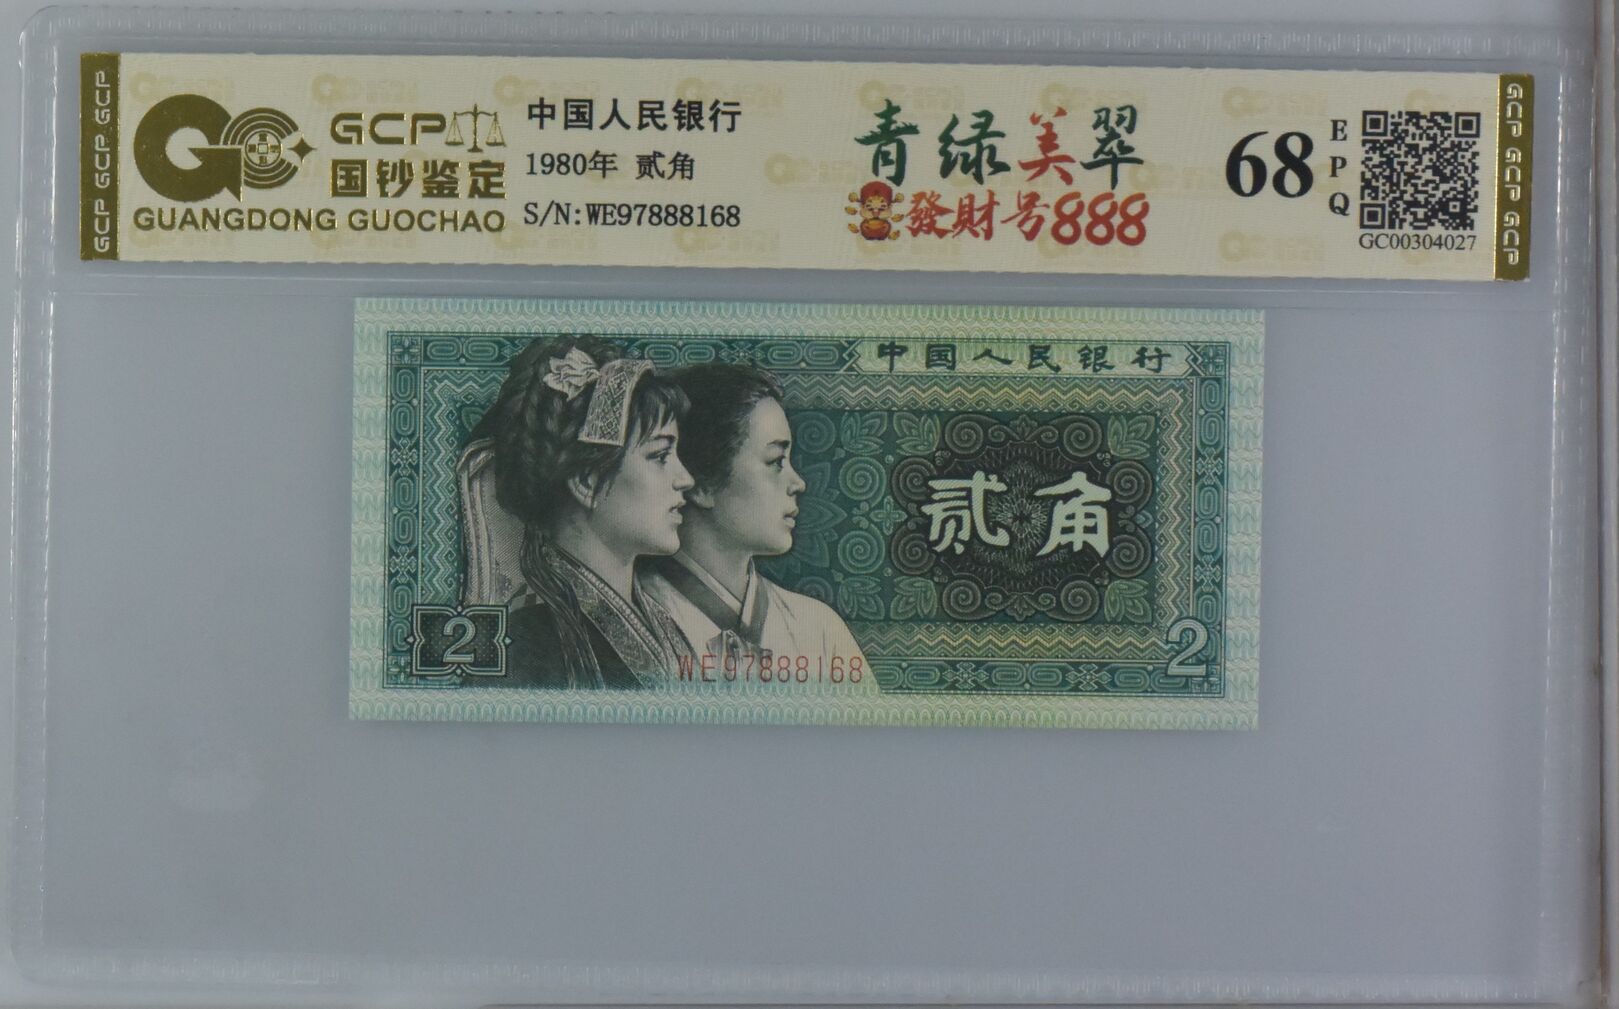 GCP GCP GCP
GCP
国钞鉴定
GUANGDONG GUOCHAO
中国人民银行
1980年 贰角
S/N:WE97888168
青绿美翠
發財号888
68
EPQ
GC00304027
GCP GCP GCP
中国人民银行
贰角
2
2
WE97888168